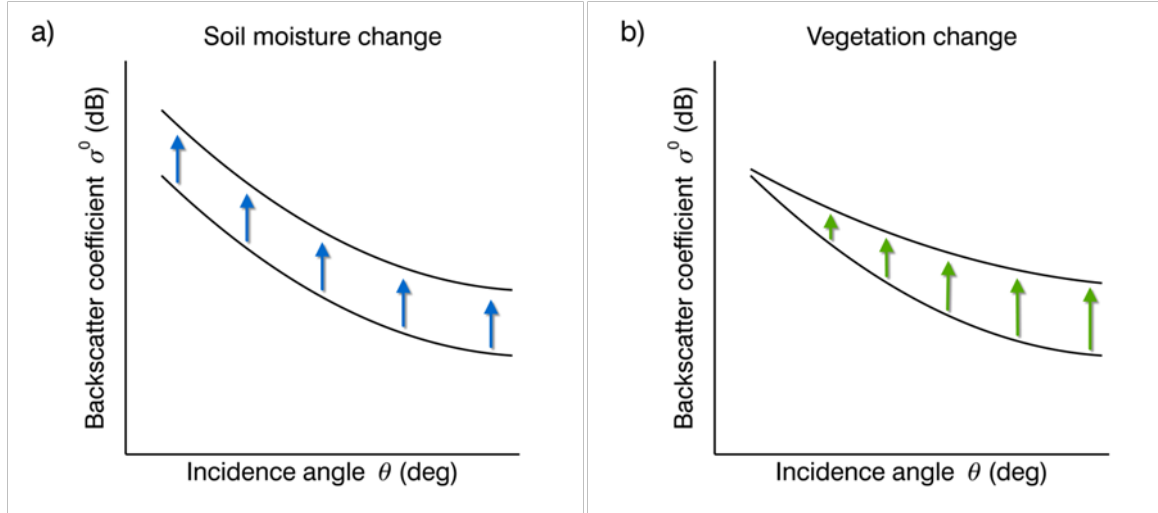 a)
Soil moisture change
Backscatter coefficient σ⁰ (dB)
Incidence angle θ (deg)
b)
Vegetation change
Backscatter coefficient σ⁰ (dB)
Incidence angle θ (deg)